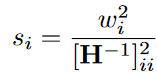 s_i = \frac{w_i^2}{[\mathbf{H}^{-1}]_{ii}^2}